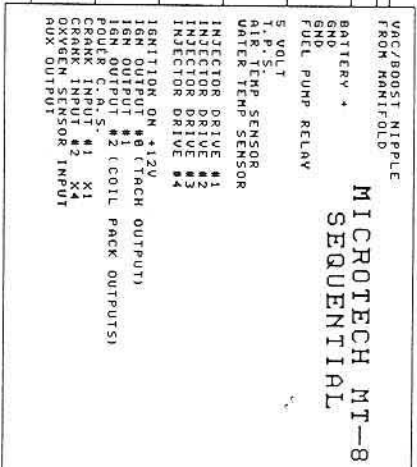 VAC/BOOST NIPPLE
FROM MANIFOLD
MICROTECH MT-8
SEQUENTIAL
BATTERY +
GND
GND
FUEL PUMP RELAY
5 VOLT
T.P.S.
AIR TEMP SENSOR
WATER TEMP SENSOR
INJECTOR DRIVE #1
INJECTOR DRIVE #2
INJECTOR DRIVE #3
INJECTOR DRIVE #4
IGNITION ON +12V
IGN OUTPUT #0 (TACH OUTPUT)
IGN OUTPUT #1
IGN OUTPUT #2 (COIL PACK OUTPUTS)
POWER C.A.S.
CRANK INPUT #1 X1
CRANK INPUT #2 X4
OXYGEN SENSOR INPUT
AUX OUTPUT